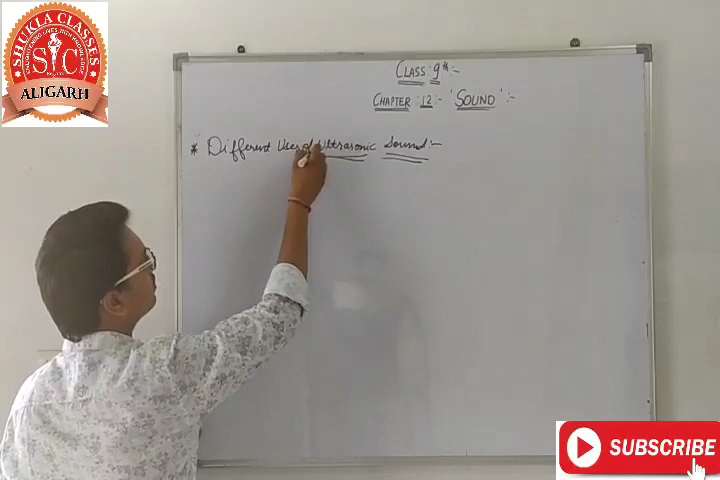 SHUKLA CLASSES
SC
ALIGARH
CLASS 9th :-
CHAPTER : 12 :- 'SOUND' :-
* Different Uses of Ultrasonic Sound :-
SUBSCRIBE